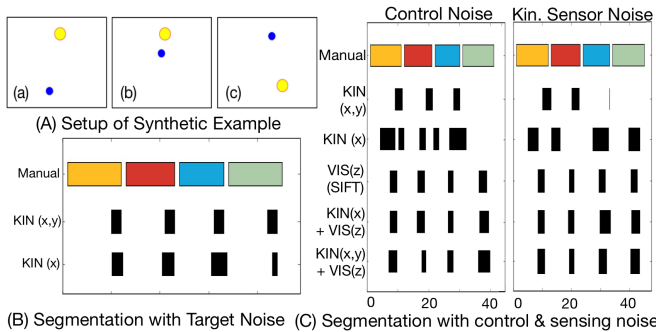 (a)
(b)
(c)
(A) Setup of Synthetic Example
Manual
KIN (x,y)
KIN (x)
(B) Segmentation with Target Noise
Control Noise
Kin. Sensor Noise
Manual
KIN
(x,y)
KIN (x)
VIS(z)
(SIFT)
KIN(x)
+ VIS(z)
KIN(x,y)
+ VIS(z)
0 20 40
0 20 40
(C) Segmentation with control & sensing noise